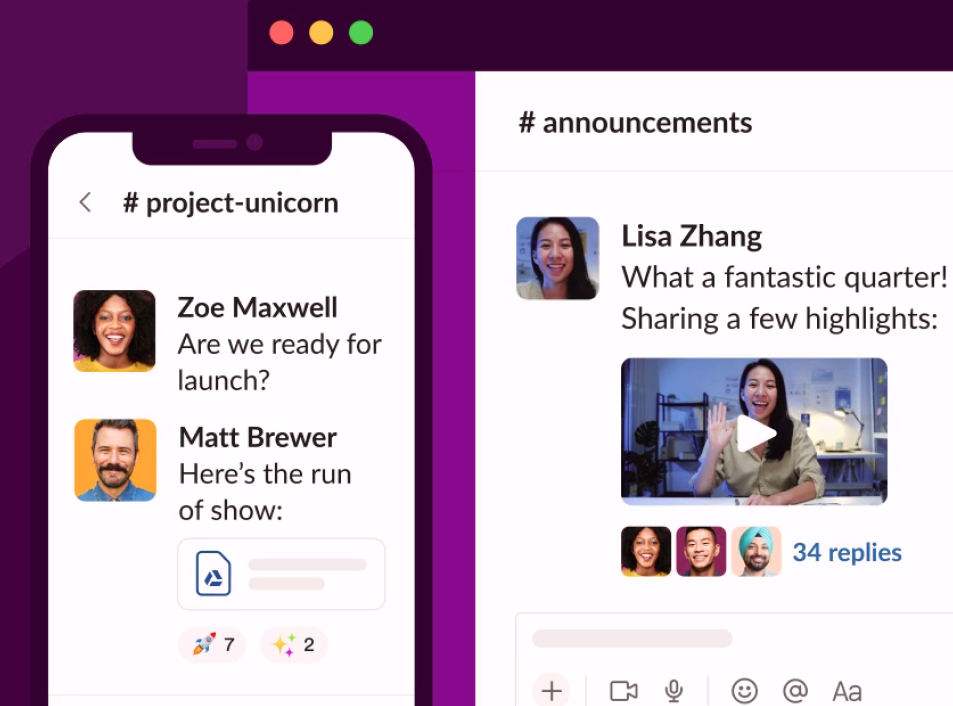 # project-unicorn
Zoe Maxwell
Are we ready for
launch?
Matt Brewer
Here’s the run
of show:
7
2
# announcements
Lisa Zhang
What a fantastic quarter!
Sharing a few highlights:
34 replies
@
Aa